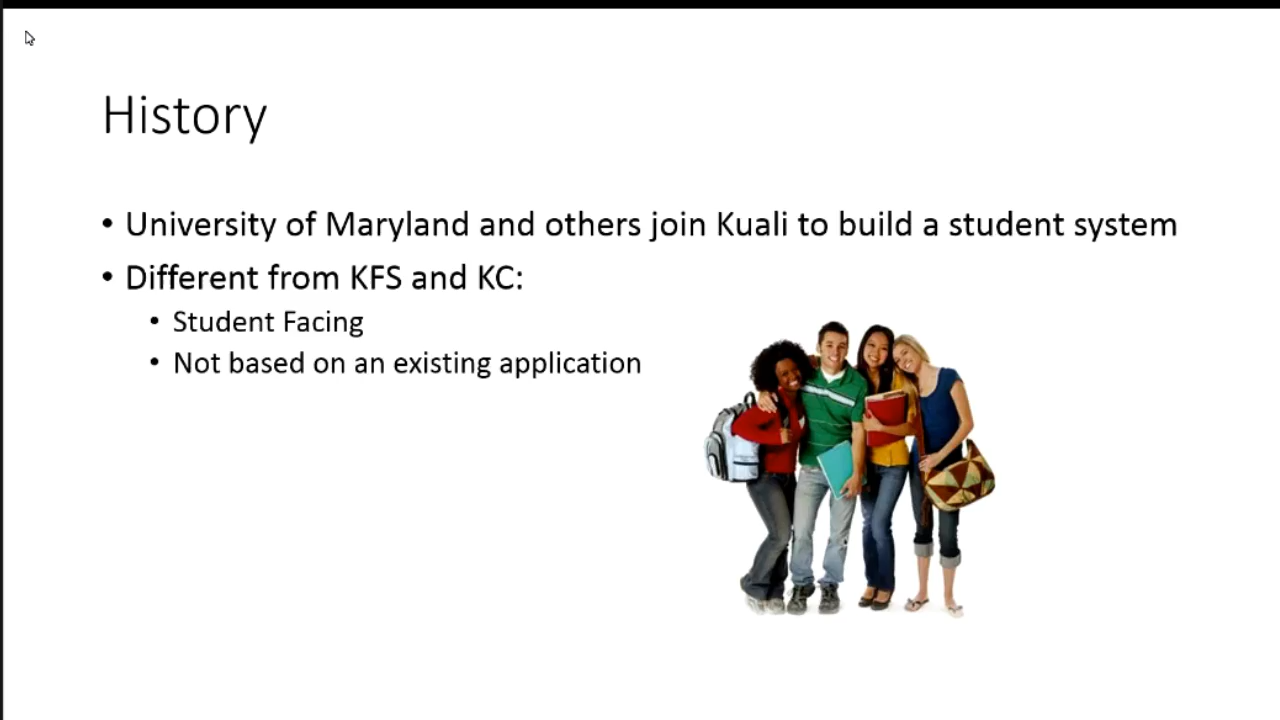 History
• University of Maryland and others join Kuali to build a student system
• Different from KFS and KC:
• Student Facing
• Not based on an existing application